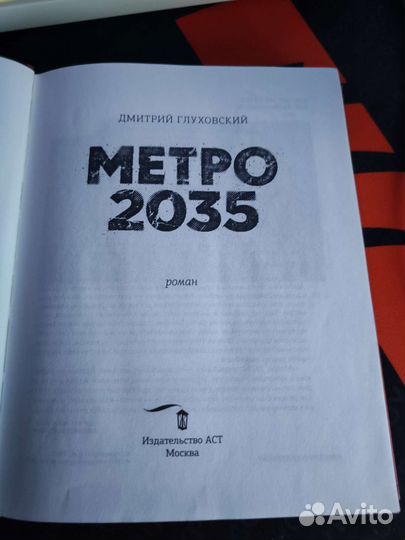 ДМИТРИЙ ГЛУХОВСКИЙ
МЕТРО
2035
роман
Издательство АСТ
Москва
Avito